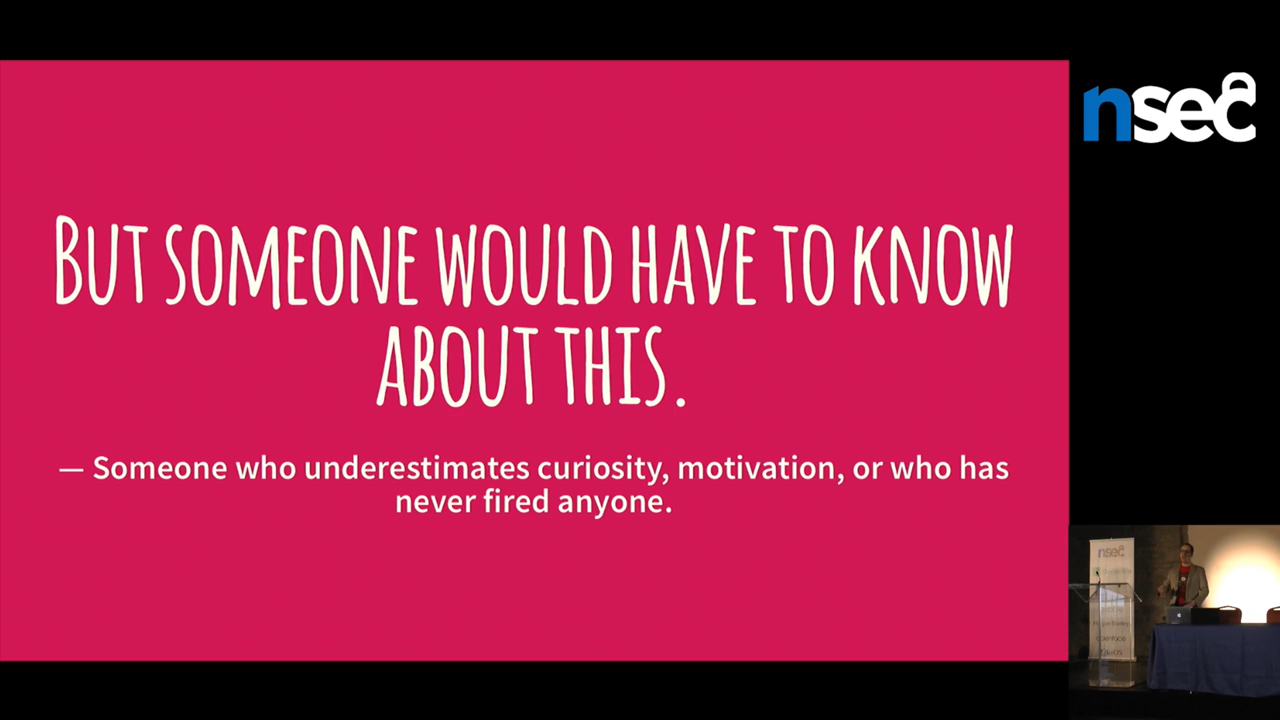 But someone would have to know
about this.
— Someone who underestimates curiosity, motivation, or who has
never fired anyone.
nsec
nsec